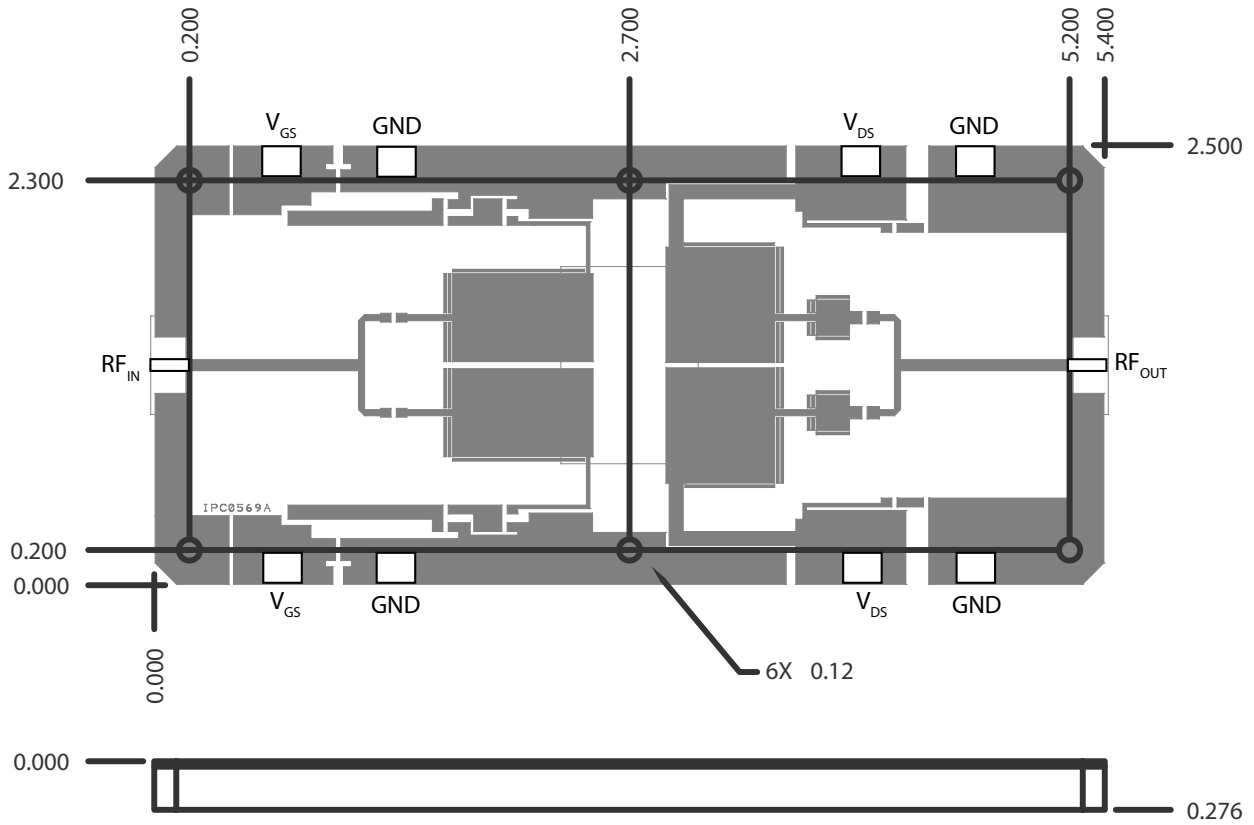 0.200
2.700
5.200
5.400
VGS
GND
VDS
GND
2.500
2.300
RFIN
RFOUT
IPC0569A
0.200
0.000
VGS
GND
VDS
GND
0.000
6X 0.12
0.000
0.276